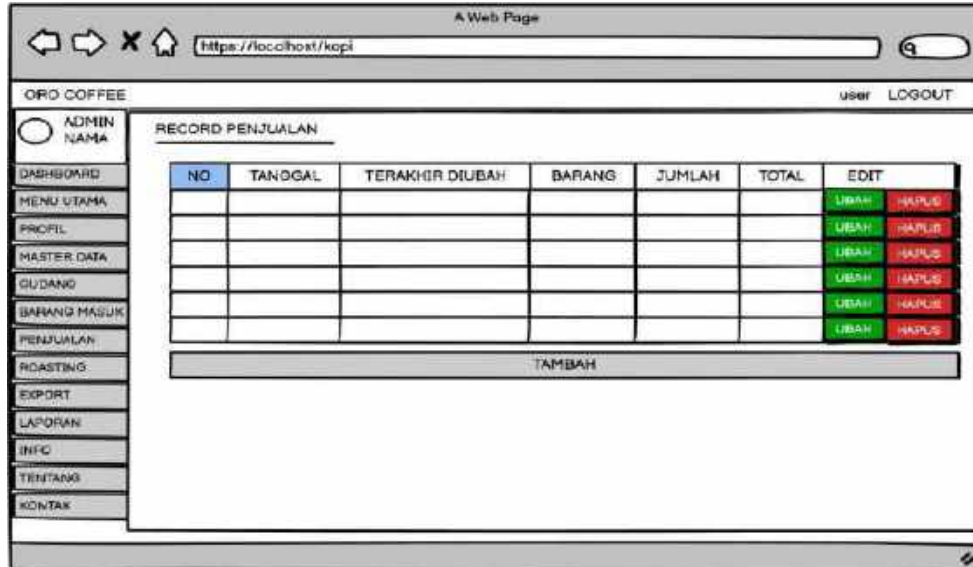 A Web Page
https://localhost/kopi
ORO COFFEE user LOGOUT
ADMIN
NAMA
RECORD PENJUALAN
DASHBOARD
MENU UTAMA
PROFIL
MASTER DATA
GUDANG
BARANG MASUK
PENJUALAN
ROASTING
EXPORT
LAPORAN
INFO
TENTANG
KONTAK
NO TANGGAL TERAKHIR DIUBAH BARANG JUMLAH TOTAL EDIT
UBAH HAPUS
UBAH HAPUS
UBAH HAPUS
UBAH HAPUS
UBAH HAPUS
UBAH HAPUS
TAMBAH